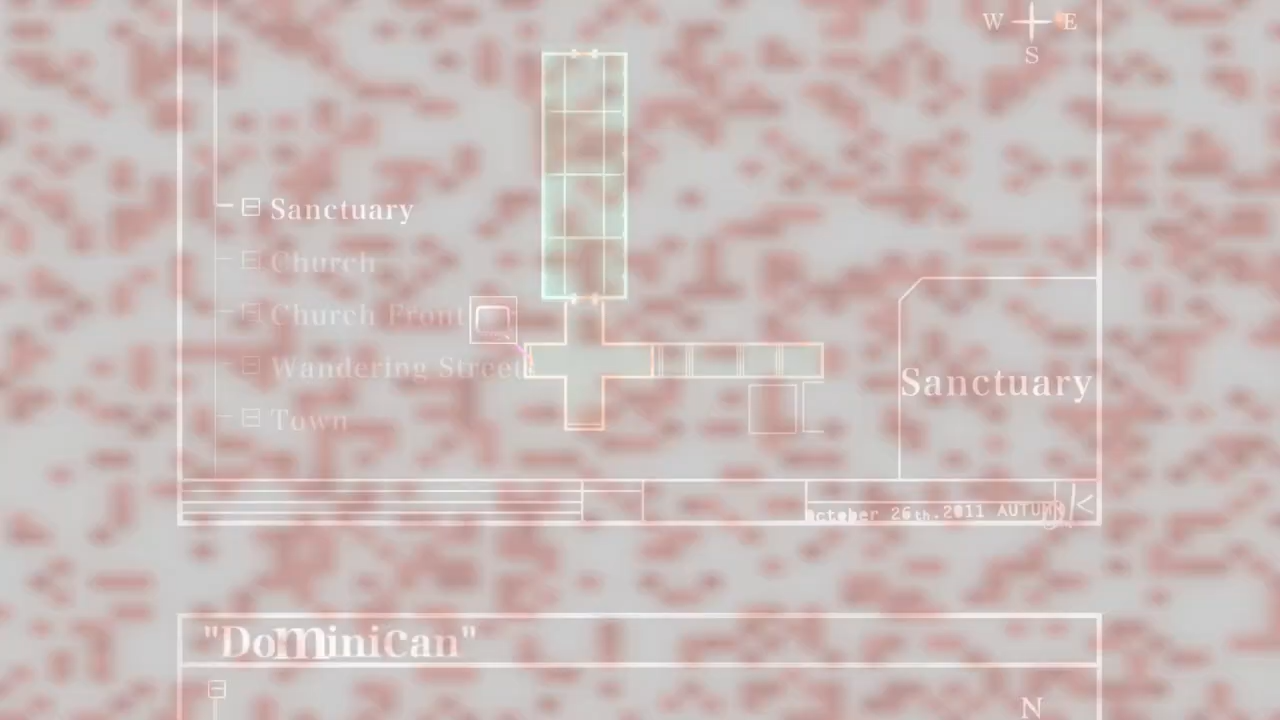 W E
S
Sanctuary
Church
Church Front
Wandering Street
Sanctuary
Town
October 26th.2011 AUTUMN
"Dominican"
N